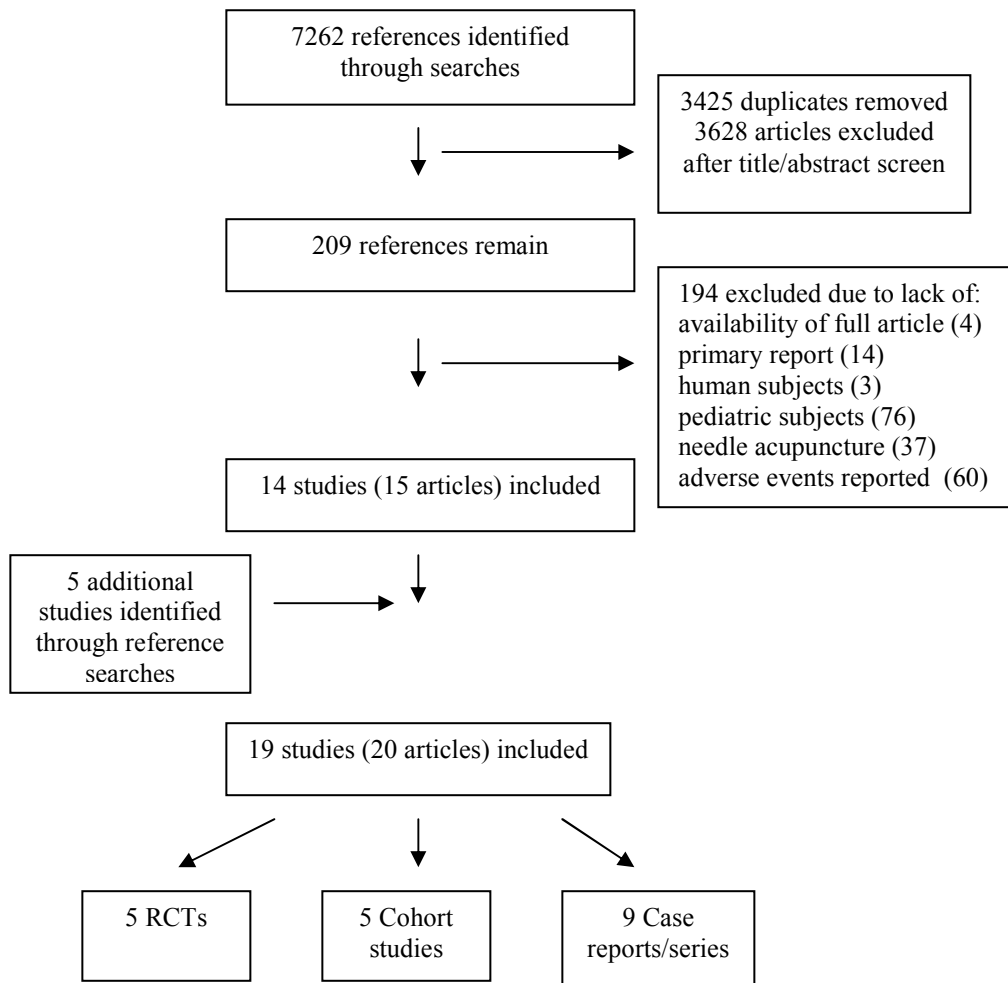 7262 references identified
through searches
3425 duplicates removed
3628 articles excluded
after title/abstract screen
209 references remain
194 excluded due to lack of:
availability of full article (4)
primary report (14)
human subjects (3)
pediatric subjects (76)
needle acupuncture (37)
adverse events reported (60)
14 studies (15 articles) included
5 additional
studies identified
through reference
searches
19 studies (20 articles) included
5 RCTs
5 Cohort
studies
9 Case
reports/series